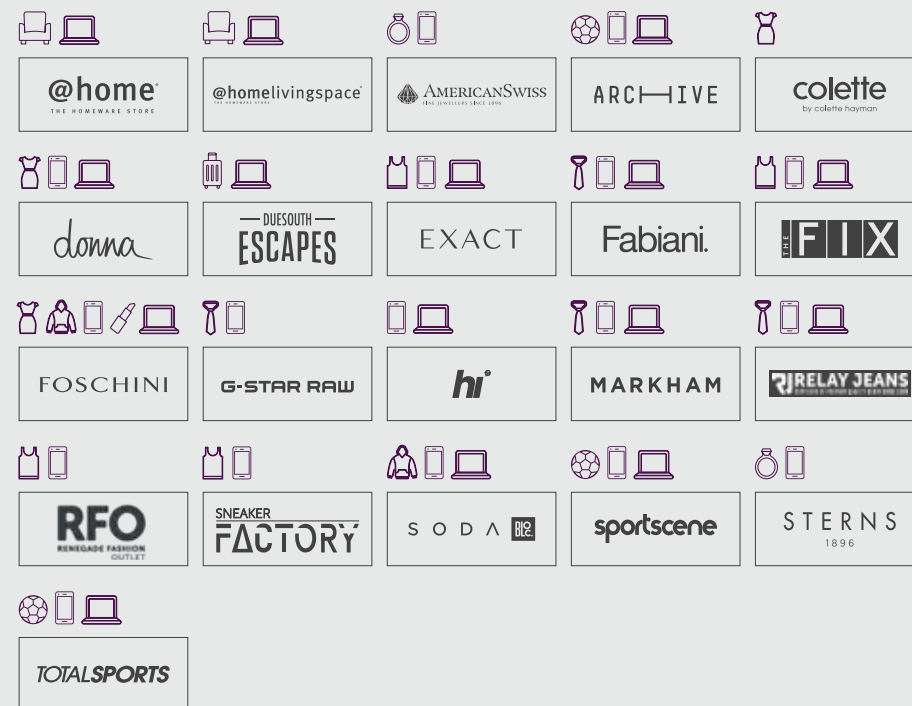 @home®
THE HOMEWARE STORE
@homelivingspace®
THE HOMEWARE STORE
AMERICANSWISS
FINE JEWELLERS SINCE 1896
ARCHIVE
colette
by colette hayman
donna
DUESOUTH
ESCAPES
EXACT
Fabiani.
THE FIX
FOSCHINI
G-STAR RAW
hi
MARKHAM
RJ RELAY JEANS
RFO
RENEGADE FASHION
OUTLET
SNEAKER
FACTORY
SODA BLOC.
sportscene
STERNS
1896
TOTALSPORTS